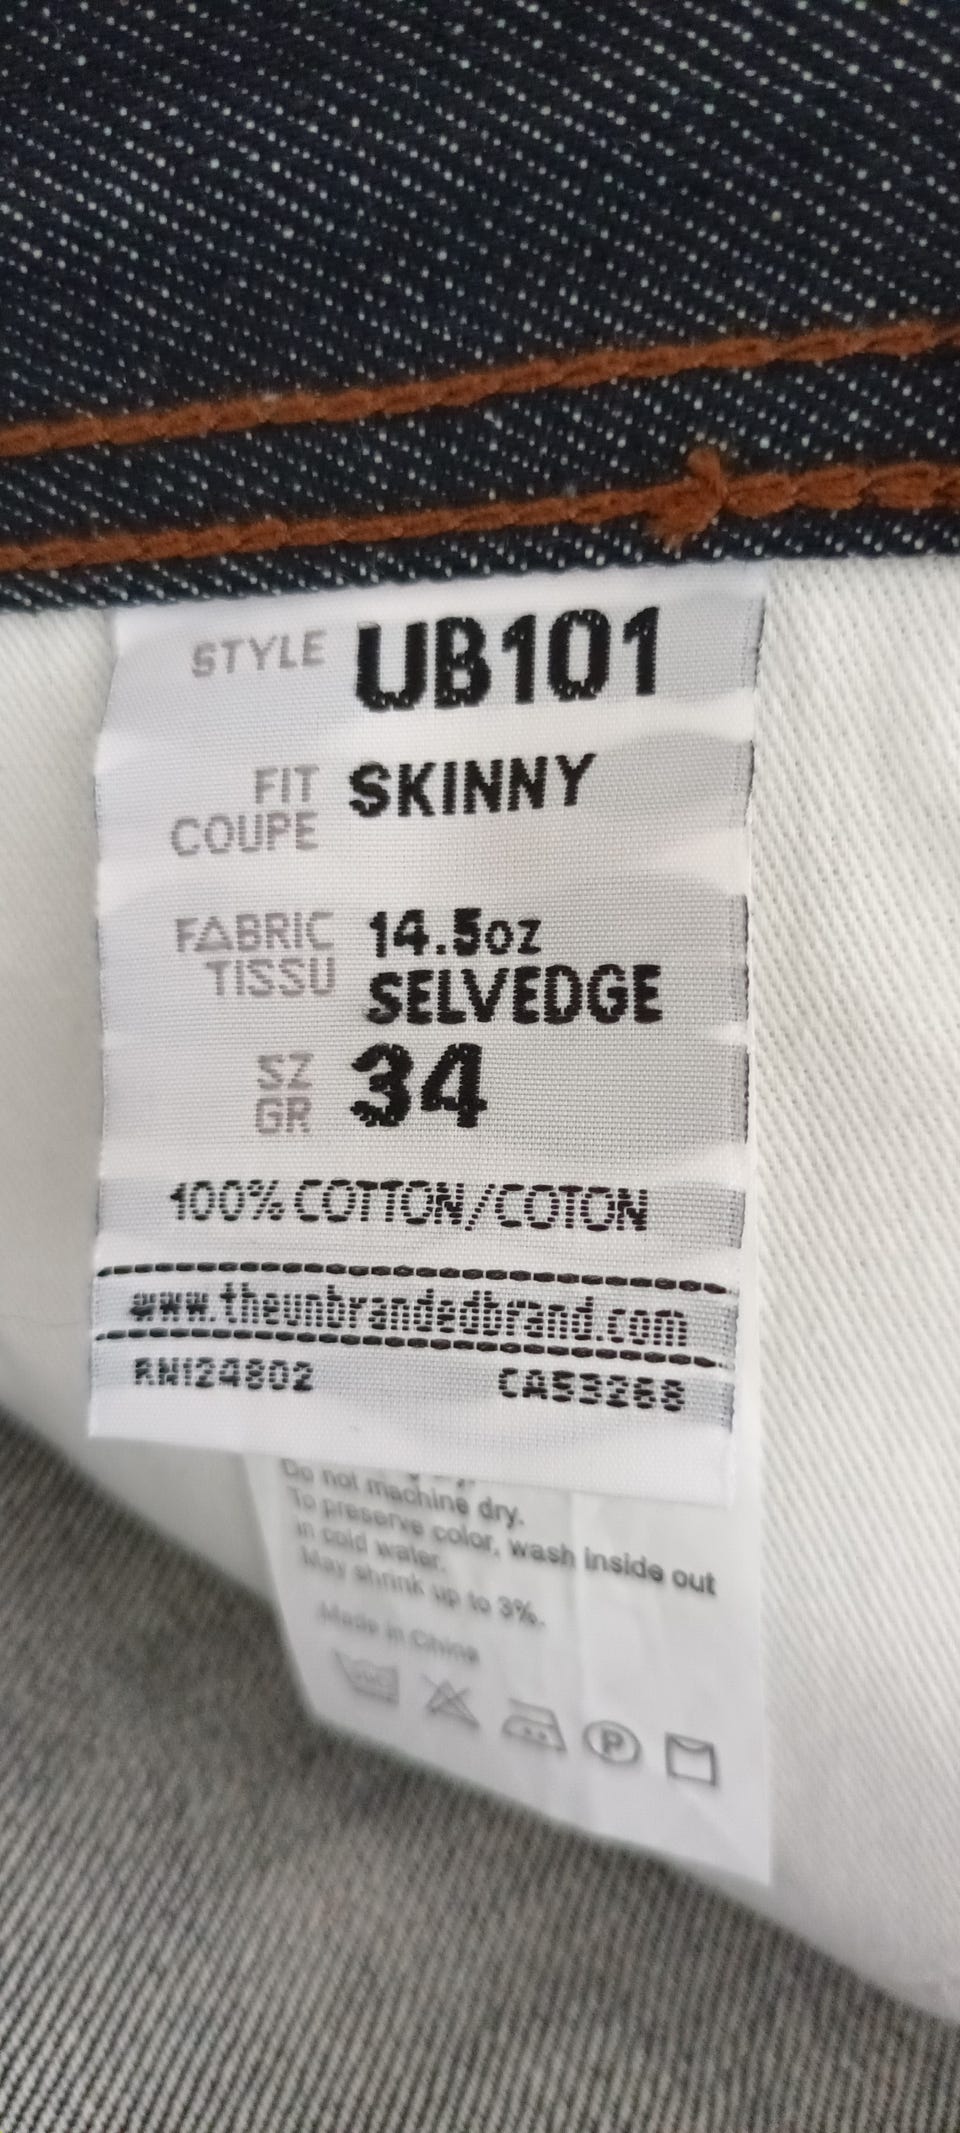 STYLE UB101
FIT SKINNY
COUPE
FABRIC 14.5oz
TISSU SELVEDGE
SZ 34
GR
100% COTTON/COTON
www.theunbrandedbrand.com
RN124802 CA53268
Do not machine dry.
To preserve color, wash inside out
in cold water.
May shrink up to 3%.
Made in China
P